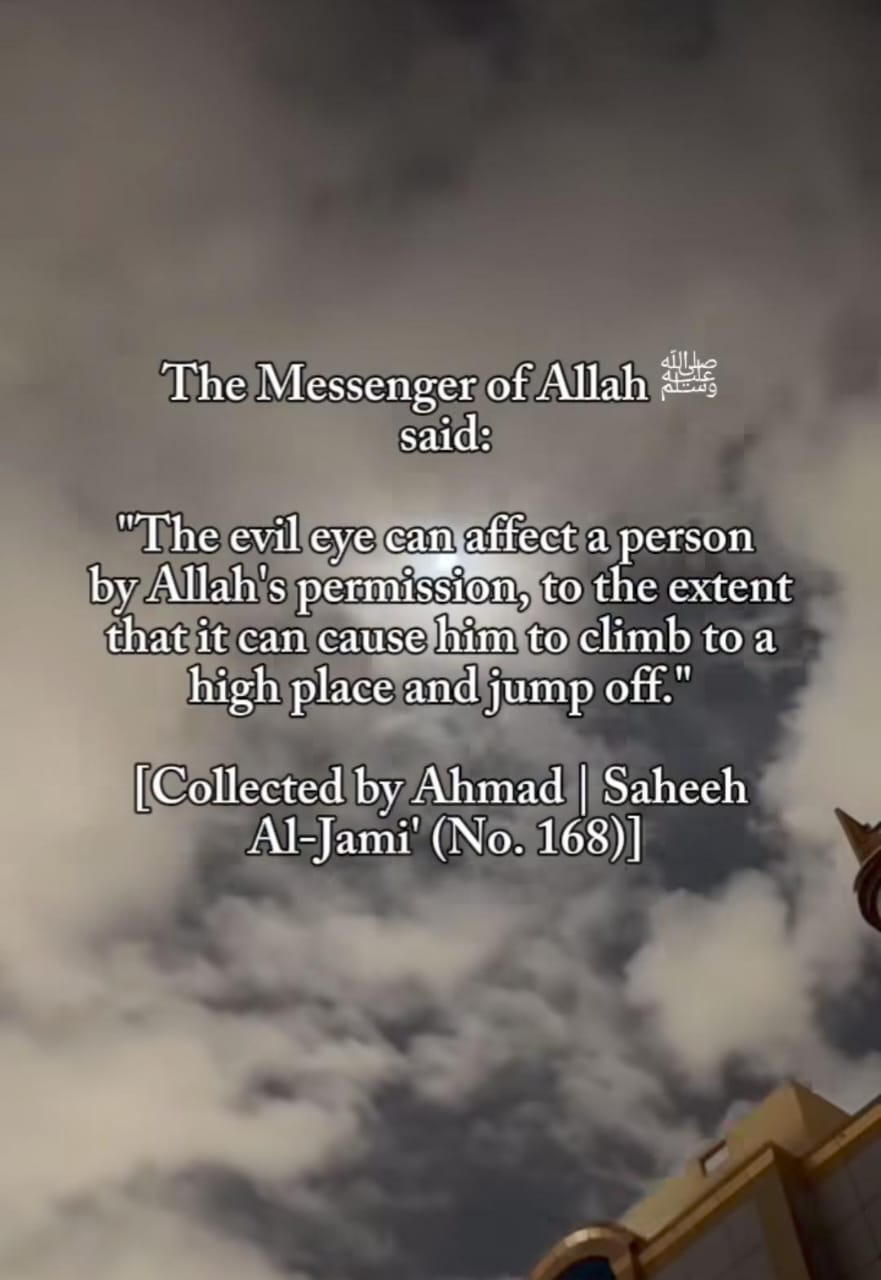 The Messenger of Allah ﷺ
said:
"The evil eye can affect a person
by Allah's permission, to the extent
that it can cause him to climb to a
high place and jump off."
[Collected by Ahmad | Saheeh
Al-Jami' (No. 168)]